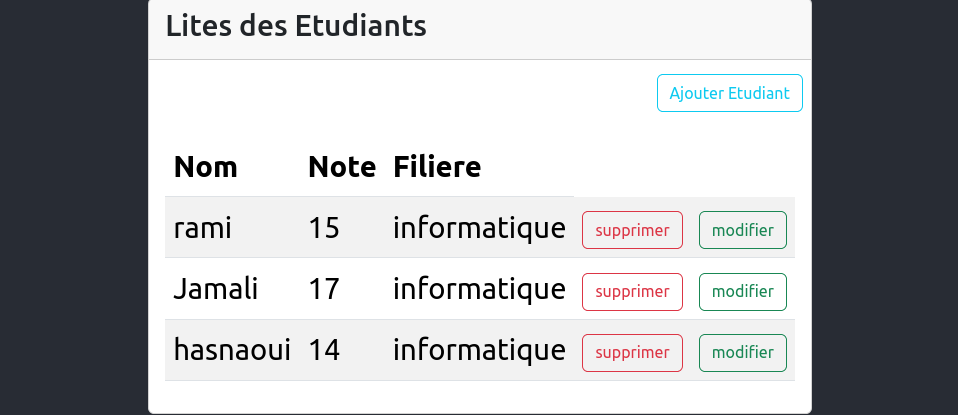 Lites des Etudiants
Ajouter Etudiant
Nom Note Filiere
rami 15 informatique supprimer modifier
Jamali 17 informatique supprimer modifier
hasnaoui 14 informatique supprimer modifier